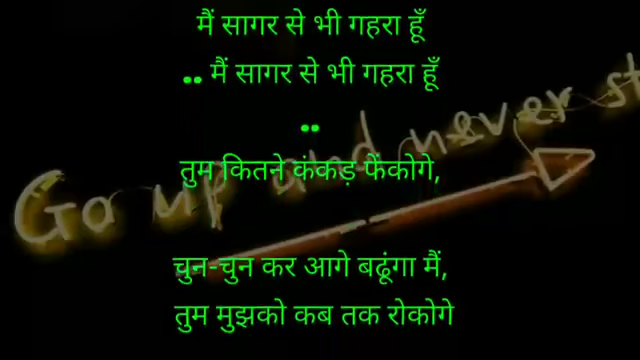 मैं सागर से भी गहरा हूँ
.. मैं सागर से भी गहरा हूँ
..
तुम कितने कंकड़ फेंकोगे,
Go up and never st
चुन-चुन कर आगे बढूंगा मैं,
तुम मुझको कब तक रोकोगे